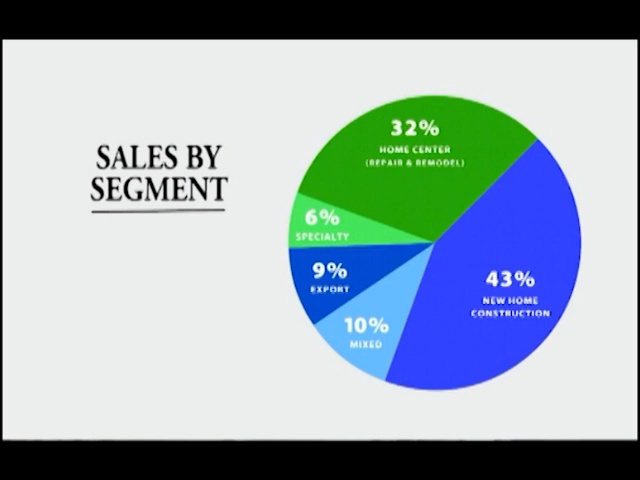 SALES BY
SEGMENT
32%
HOME CENTER
(REPAIR & REMODEL)
6%
SPECIALTY
9%
EXPORT
10%
MIXED
43%
NEW HOME
CONSTRUCTION